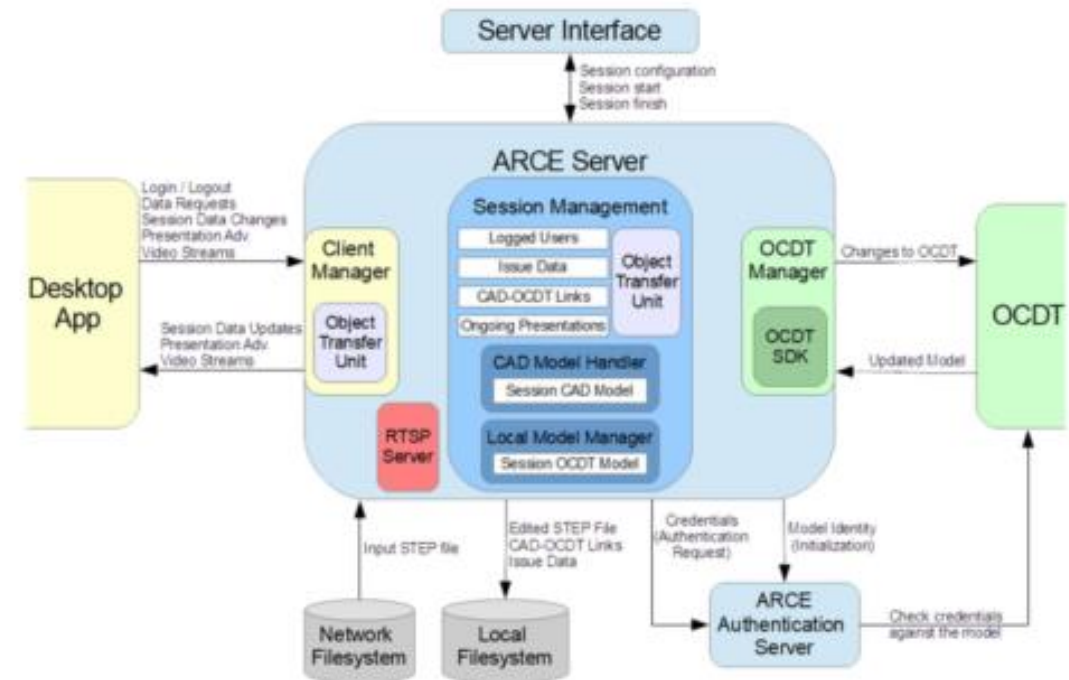 Server Interface
Session configuration
Session start
Session finish
ARCE Server
Login / Logout
Data Requests
Session Data Changes
Presentation Adv.
Video Streams
Desktop
App
Session Data Updates
Presentation Adv.
Video Streams
Client
Manager
Object
Transfer
Unit
RTSP
Server
Session Management
Logged Users
Issue Data
CAD-OCDT Links
Ongoing Presentations
Object
Transfer
Unit
CAD Model Handler
Session CAD Model
Local Model Manager
Session OCDT Model
OCDT
Manager
OCDT
SDK
Changes to OCDT
Updated Model
OCDT
Input STEP file
Edited STEP File
CAD-OCDT Links
Issue Data
Credentials
(Authentication
Request)
Model Identity
(Initialization)
Network
Filesystem
Local
Filesystem
ARCE
Authentication
Server
Check credentials
against the model